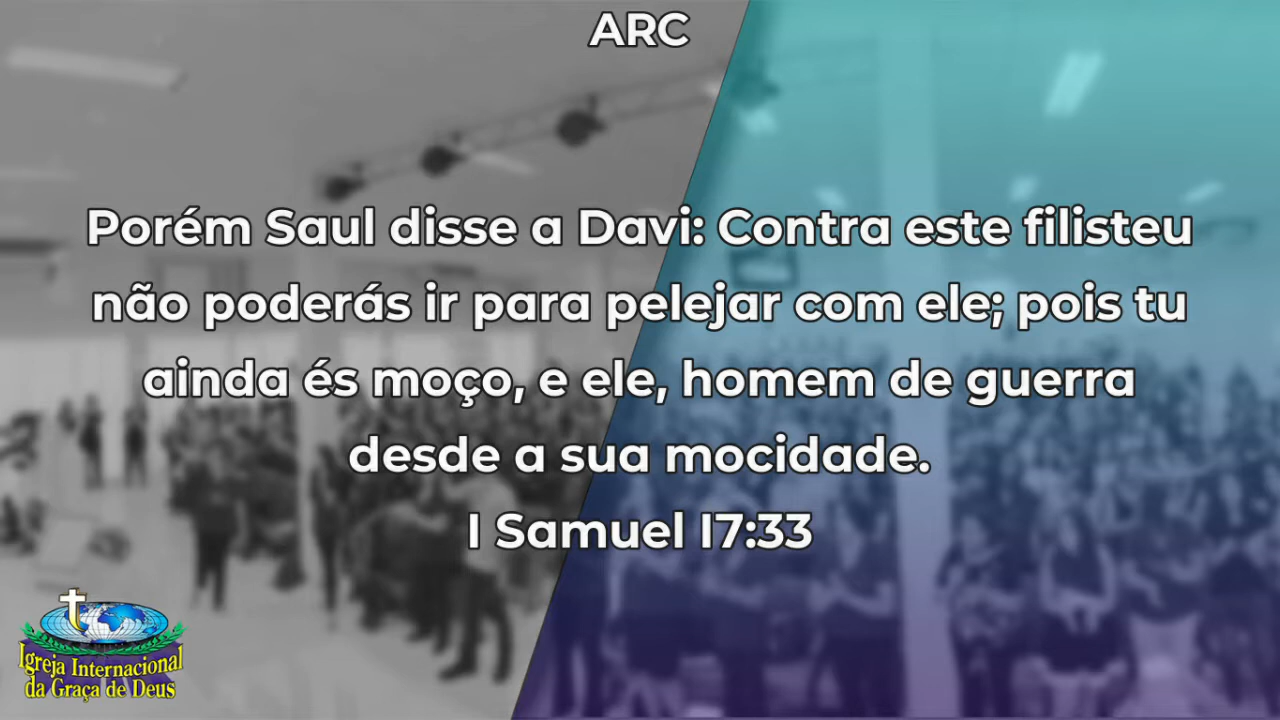 ARC
Porém Saul disse a Davi: Contra este filisteu
não poderás ir para pelejar com ele; pois tu
ainda és moço, e ele, homem de guerra
desde a sua mocidade.
I Samuel I7:33
Igreja Internacional
da Graça de Deus